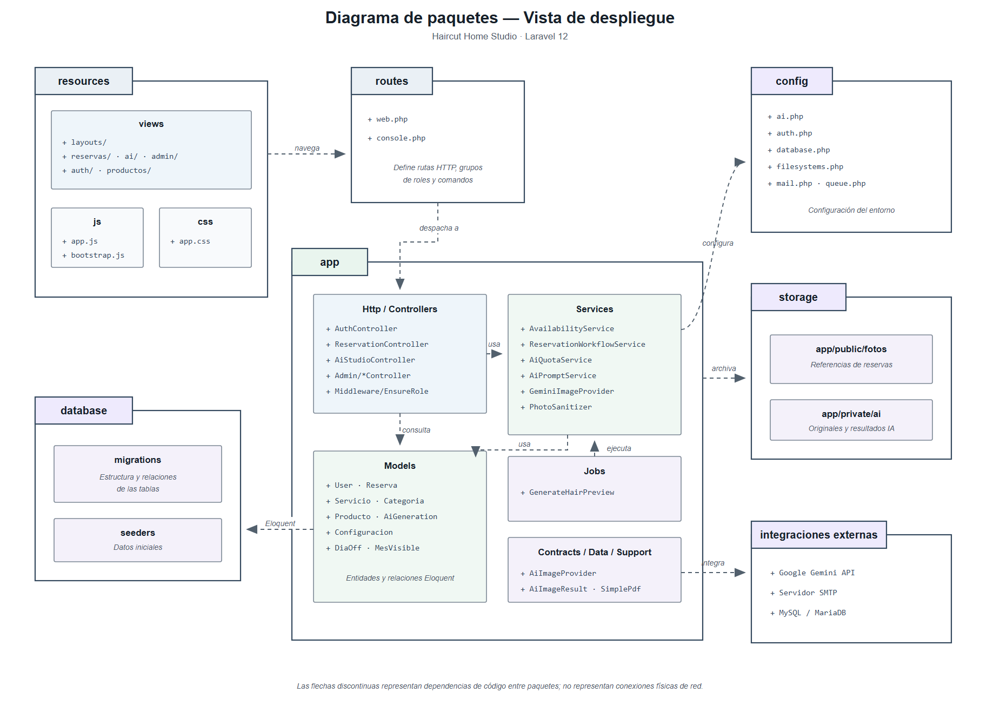 Diagrama de paquetes — Vista de despliegue
Haircut Home Studio · Laravel 12
resources
views
+ layouts/
+ reservas/ · ai/ · admin/
+ auth/ · productos/
js
+ app.js
+ bootstrap.js
css
+ app.css
navega
routes
+ web.php
+ console.php
Define rutas HTTP, grupos
de roles y comandos
despacha a
config
+ ai.php
+ auth.php
+ database.php
+ filesystems.php
+ mail.php · queue.php
Configuración del entorno
configura
app
Http / Controllers
+ AuthController
+ ReservationController
+ AiStudioController
+ Admin/*Controller
+ Middleware/EnsureRole
usa
Services
+ AvailabilityService
+ ReservationWorkflowService
+ AiQuotaService
+ AiPromptService
+ GeminiImageProvider
+ PhotoSanitizer
consulta
usa
ejecuta
Models
+ User · Reserva
+ Servicio · Categoria
+ Producto · AiGeneration
+ Configuracion
+ DiaOff · MesVisible
Entidades y relaciones Eloquent
Jobs
+ GenerateHairPreview
Contracts / Data / Support
+ AiImageProvider
+ AiImageResult · SimplePdf
archiva
storage
app/public/fotos
Referencias de reservas
app/private/ai
Originales y resultados IA
database
migrations
Estructura y relaciones
de las tablas
seeders
Datos iniciales
Eloquent
integra
integraciones externas
+ Google Gemini API
+ Servidor SMTP
+ MySQL / MariaDB
Las flechas discontinuas representan dependencias de código entre paquetes; no representan conexiones físicas de red.